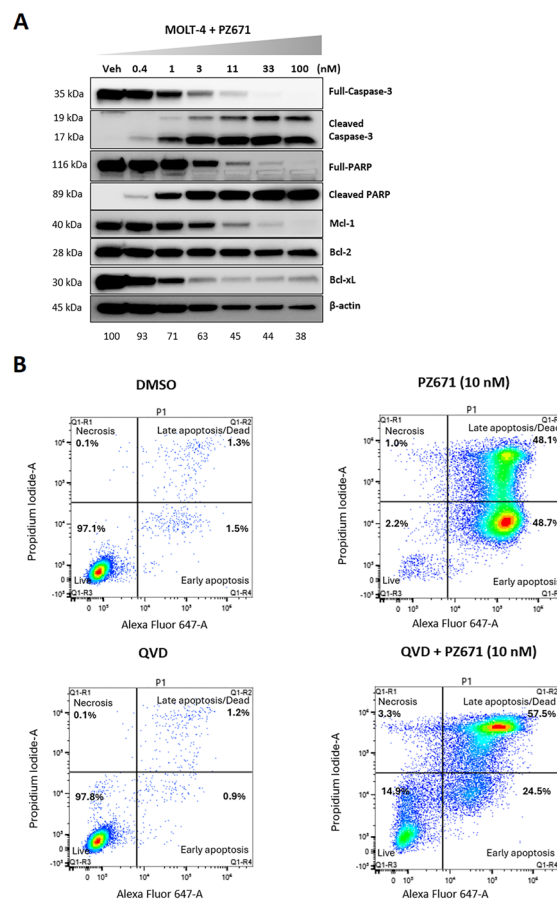 A
MOLT-4 + PZ671
Veh 0.4 1 3 11 33 100 (nM)
35 kDa Full-Caspase-3
19 kDa Cleaved
17 kDa Caspase-3
116 kDa Full-PARP
89 kDa Cleaved PARP
40 kDa Mcl-1
28 kDa Bcl-2
30 kDa Bcl-xL
45 kDa β-actin
100 93 71 63 45 44 38
B
DMSO
P1
Q1-R1 Q1-R2
Necrosis Late apoptosis/Dead
0.1% 1.3%
97.1% 1.5%
Live Early apoptosis
Q1-R3 Q1-R4
Propidium Iodide-A
Alexa Fluor 647-A
PZ671 (10 nM)
P1
Q1-R1
Necrosis Late apoptosis/Dead
1.0% 48.1%
2.2% 48.7%
Live Early apoptosis
Q1-R3
Propidium Iodide-A
Alexa Fluor 647-A
QVD
P1
Q1-R1 Q1-R2
Necrosis Late apoptosis/Dead
0.1% 1.2%
97.8% 0.9%
Live Early apoptosis
Q1-R3 Q1-R4
Propidium Iodide-A
Alexa Fluor 647-A
QVD + PZ671 (10 nM)
P1
Q1-R1 Q1-R2
Necrosis Late apoptosis/Dead
3.3% 57.5%
14.9% 24.5%
Live Early apoptosis
Q1-R3 Q1-R4
Propidium Iodide-A
Alexa Fluor 647-A